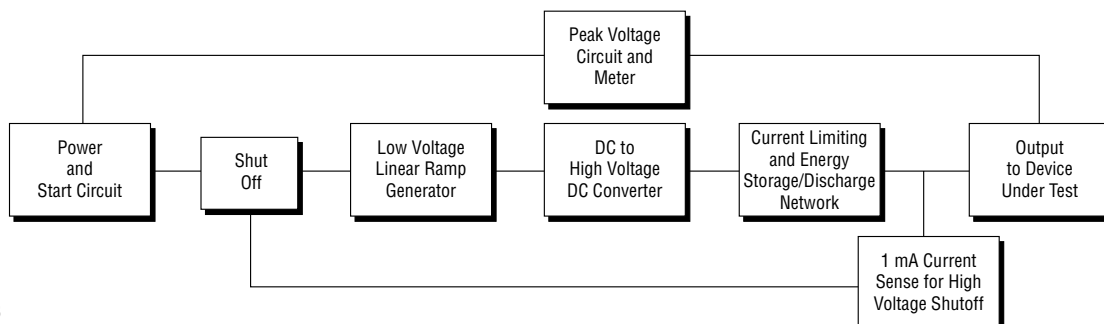 Peak Voltage
Circuit and
Meter
Power
and
Start Circuit
Shut
Off
Low Voltage
Linear Ramp
Generator
DC to
High Voltage
DC Converter
Current Limiting
and Energy
Storage/Discharge
Network
Output
to Device
Under Test
1 mA Current
Sense for High
Voltage Shutoff